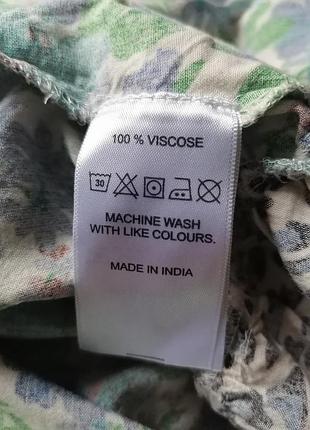 100 % VISCOSE
30
MACHINE WASH
WITH LIKE COLOURS.
MADE IN INDIA